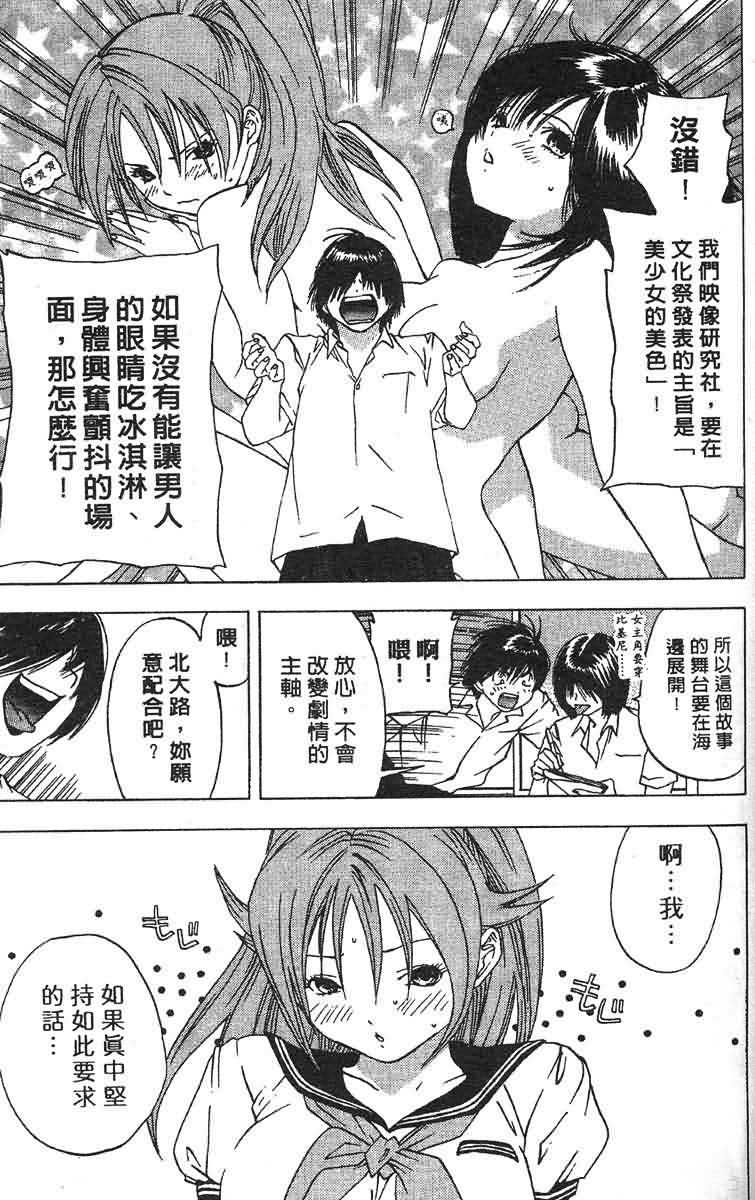 沒錯！
我們映像研究社，要在
文化祭發表的主旨是「
美少女的美色」！
如果沒有能讓男人
的眼睛吃冰淇淋、
身體興奮顫抖的場
面，那怎麼行！
所以這個故事
的舞台要在海
邊展開！
女主角要穿
比基尼…
啊！
喂！
放心，不會
改變劇情的
主軸。
喂！
北大路，妳願
意配合吧？
啊…我…
もじ
もじ
如果眞中堅
持如此要求
的話…